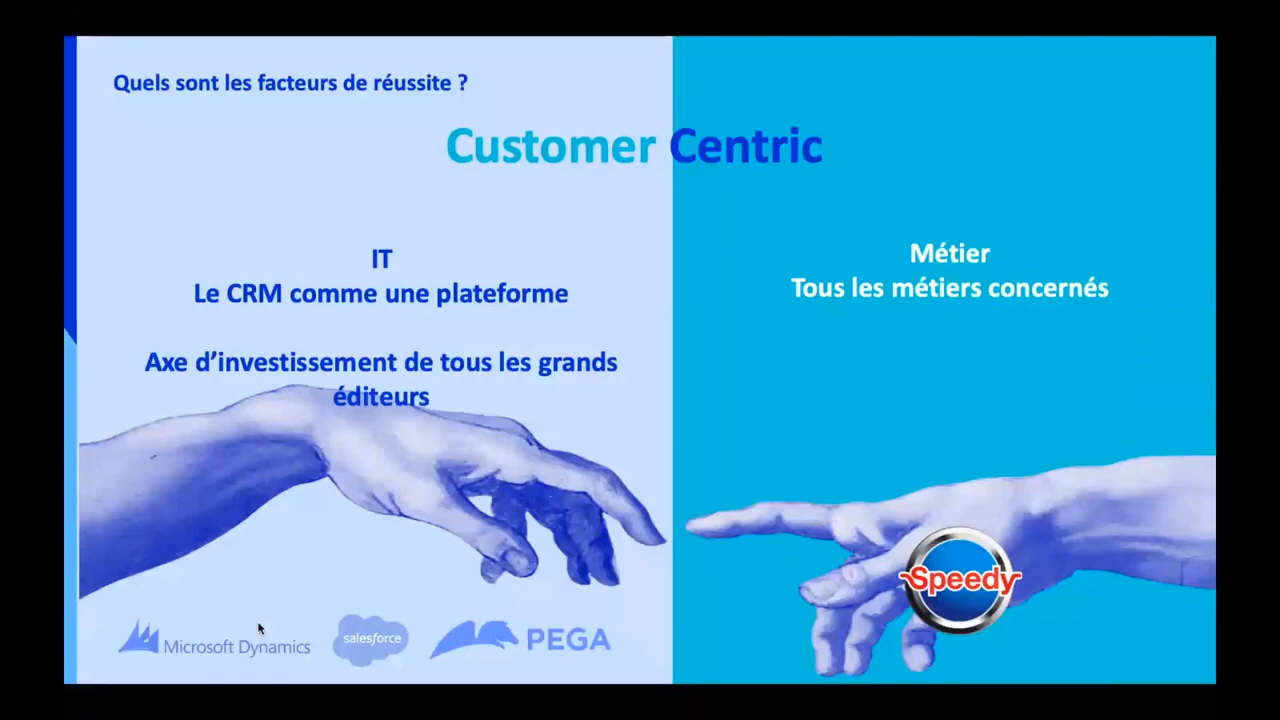 Quels sont les facteurs de réussite ?
Customer Centric
IT
Le CRM comme une plateforme
Axe d’investissement de tous les grands
éditeurs
Métier
Tous les métiers concernés
Speedy
Microsoft Dynamics
salesforce
PEGA